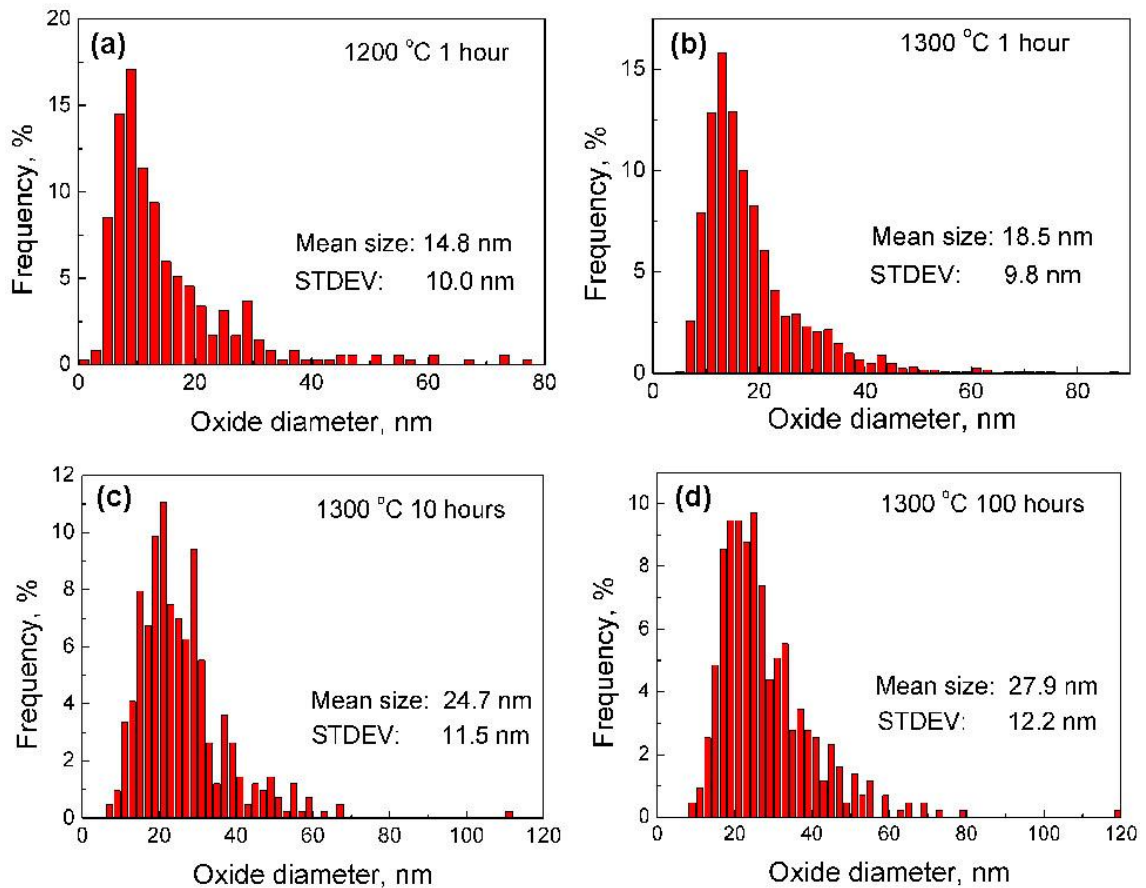 (a)
1200 °C 1 hour
Mean size: 14.8 nm
STDEV: 10.0 nm
20
15
10
5
0
0 20 40 60 80
Frequency, %
Oxide diameter, nm
(b)
1300 °C 1 hour
Mean size: 18.5 nm
STDEV: 9.8 nm
15
10
5
0
0 20 40 60 80
Frequency, %
Oxide diameter, nm
(c)
1300 °C 10 hours
Mean size: 24.7 nm
STDEV: 11.5 nm
12
10
8
6
4
2
0
0 20 40 60 80 100 120
Frequency, %
Oxide diameter, nm
(d)
1300 °C 100 hours
Mean size: 27.9 nm
STDEV: 12.2 nm
10
8
6
4
2
0
0 20 40 60 80 100 120
Frequency, %
Oxide diameter, nm